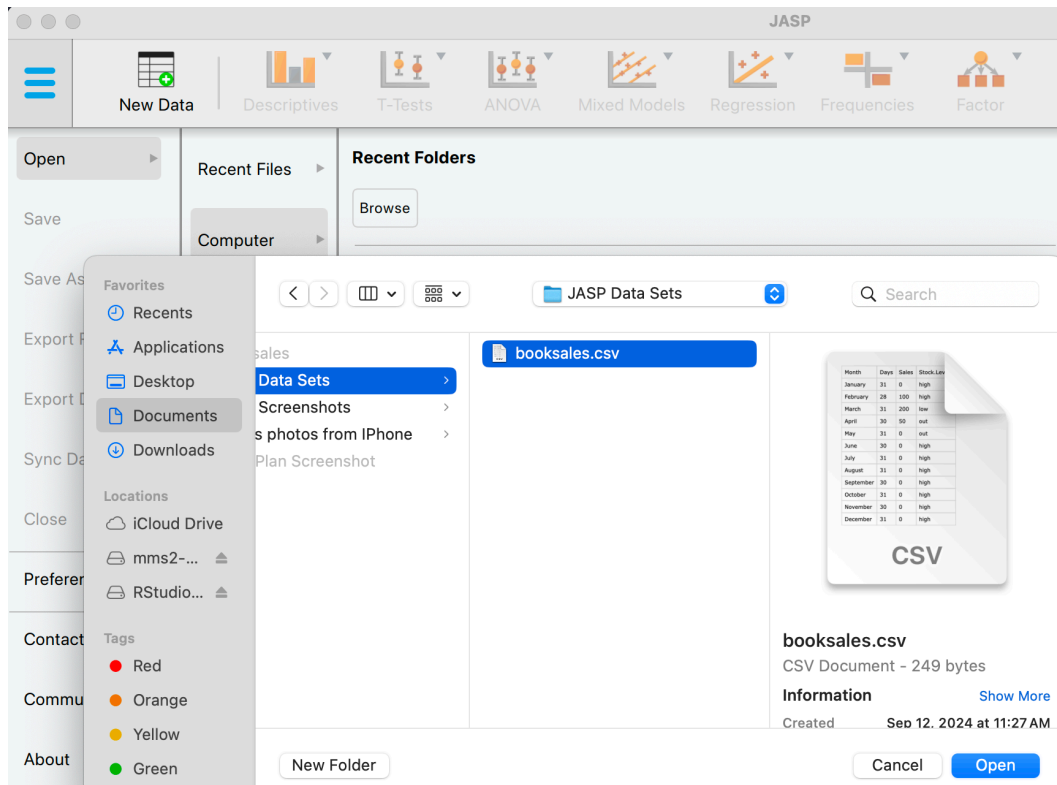 JASP
New Data
Descriptives
T-Tests
ANOVA
Mixed Models
Regression
Frequencies
Factor
Open
Save
Save As
Export
Export
Sync
Close
Contact
About
Recent Files
Computer
Recent Folders
Browse
Favorites
Recents
Applications
Desktop
Documents
Downloads
Locations
iCloud Drive
mms2-...
RStudio...
Tags
Red
Orange
Yellow
Green
JASP Data Sets
Search
sales
Data Sets
Screenshots
s photos from IPhone
Plan Screenshot
booksales.csv
Month Days Sales Stock.Lev
January 31 0 high
February 28 100 high
March 31 200 low
April 30 50 out
May 31 0 out
June 30 0 high
July 31 0 high
August 31 0 high
September 30 0 high
October 31 0 high
November 30 0 high
December 31 0 high
CSV
booksales.csv
CSV Document - 249 bytes
Information Show More
Created Sep 12, 2024 at 11:27 AM
New Folder
Cancel
Open